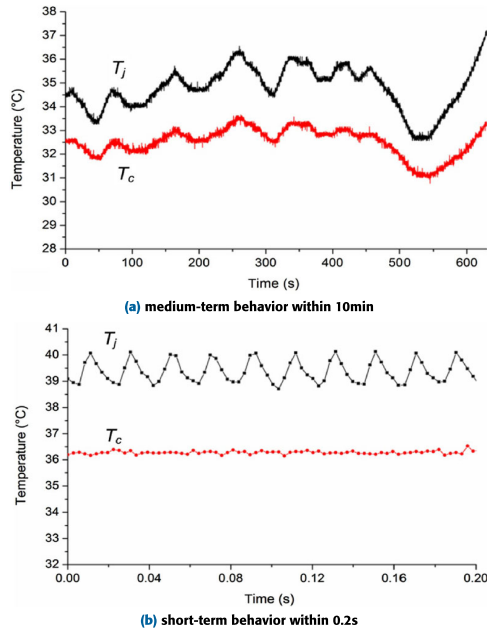 38
37
36
35
34
33
32
31
30
29
28
Temperature (°C)
Tj
Tc
0 100 200 300 400 500 600
Time (s)
(a) medium-term behavior within 10min
41
40
39
38
37
36
35
34
33
32
Temperature (°C)
Tj
Tc
0.00 0.04 0.08 0.12 0.16 0.20
Time (s)
(b) short-term behavior within 0.2s